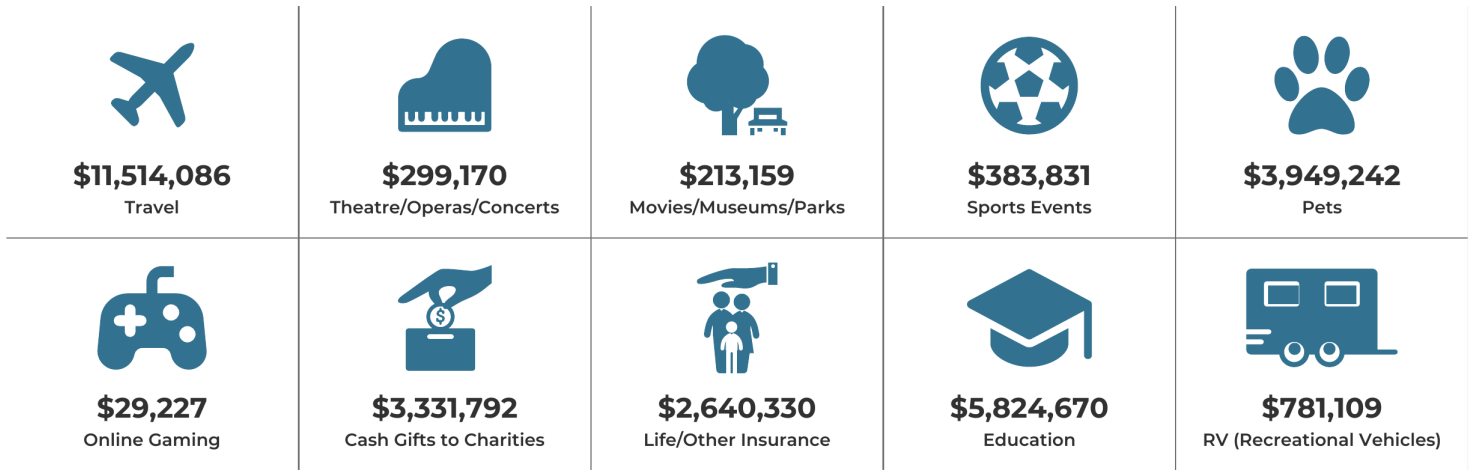 $11,514,086
Travel
$299,170
Theatre/Operas/Concerts
$213,159
Movies/Museums/Parks
$383,831
Sports Events
$3,949,242
Pets
$29,227
Online Gaming
$
$3,331,792
Cash Gifts to Charities
$2,640,330
Life/Other Insurance
$5,824,670
Education
$781,109
RV (Recreational Vehicles)